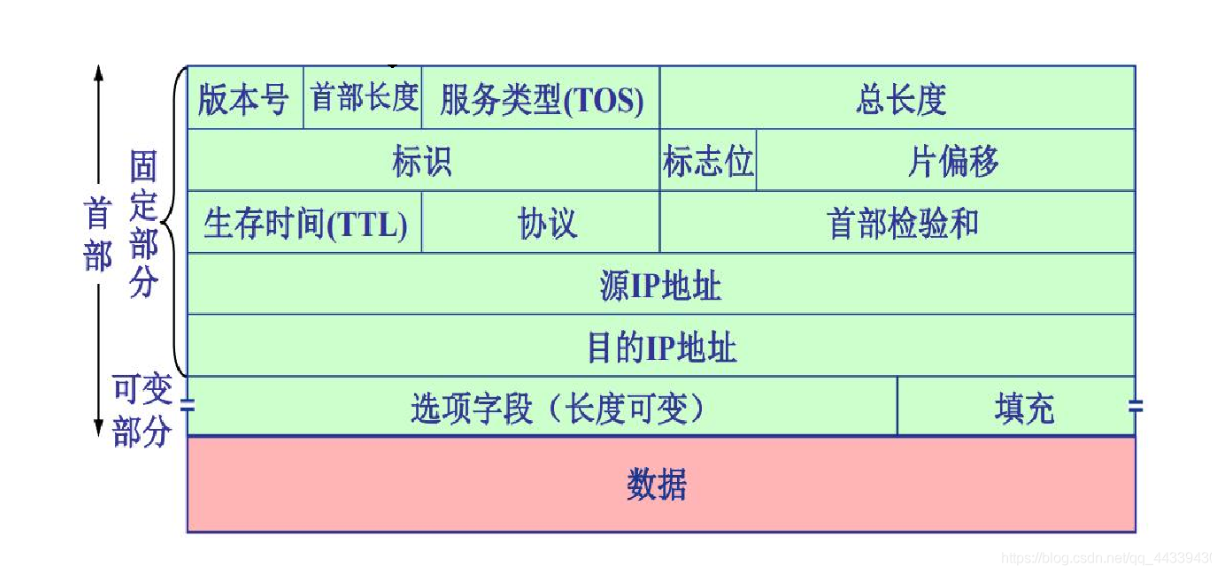 版本号 首部长度 服务类型(TOS) 总长度
标识 标志位 片偏移
生存时间(TTL) 协议 首部检验和
源IP地址
目的IP地址
选项字段（长度可变） 填充
数据
首部
固定部分
可变
部分
https://blog.csdn.net/qq_4433943